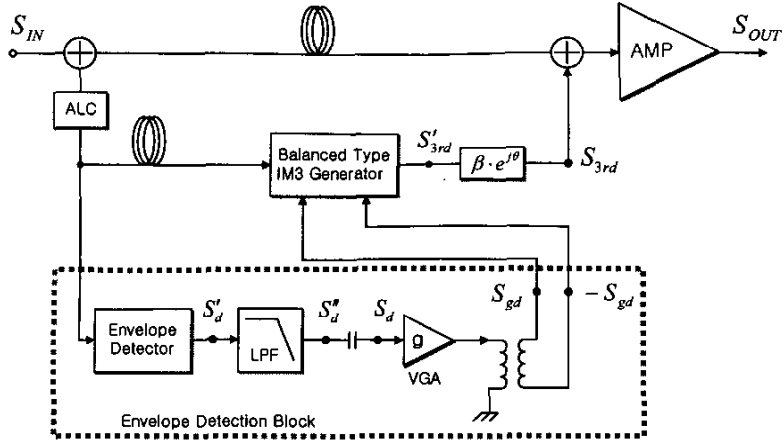 S_IN
S_OUT
AMP
ALC
Balanced Type
IM3 Generator
S'_3rd
β · e^jθ
S_3rd
S_gd
-S_gd
Envelope
Detector
S'_d
LPF
S''_d
S_d
g
VGA
Envelope Detection Block